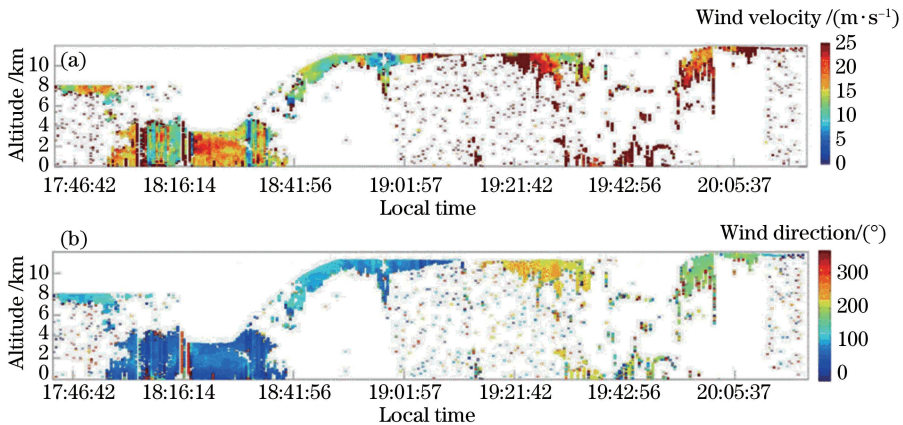 Wind velocity /(m·s⁻¹)
(a)
Altitude /km
10
8
6
4
2
0
25
20
15
10
5
0
17:46:42 18:16:14 18:41:56 19:01:57 19:21:42 19:42:56 20:05:37
Local time
Wind direction/(°)
(b)
Altitude /km
10
8
6
4
2
0
300
200
100
0
17:46:42 18:16:14 18:41:56 19:01:57 19:21:42 19:42:56 20:05:37
Local time